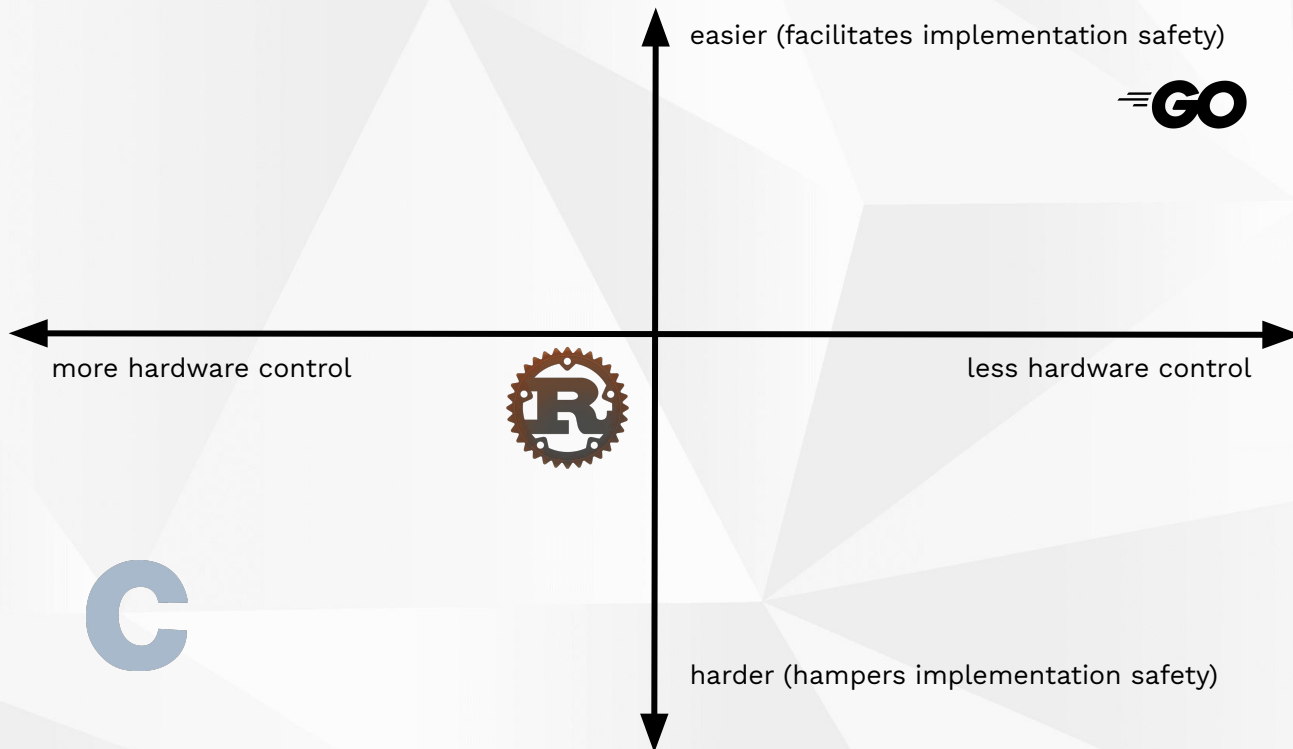 easier (facilitates implementation safety)
GO
more hardware control
less hardware control
R
C
harder (hampers implementation safety)